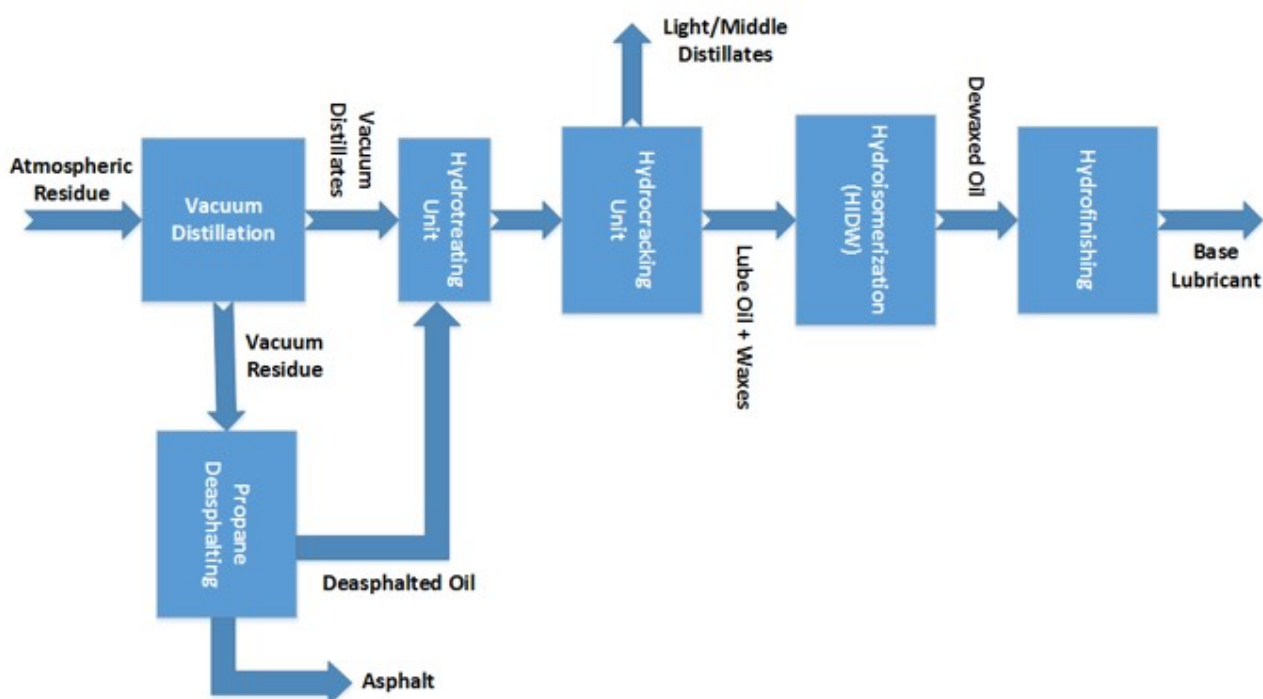 Light/Middle
Distillates
Atmospheric
Residue
Vacuum
Distillation
Vacuum
Distillates
Hydrotreating
Unit
Hydrocracking
Unit
Lube Oil + Waxes
Hydroisomerization
(HIDW)
Dewaxed Oil
Hydrofinishing
Base
Lubricant
Vacuum
Residue
Propane
Deasphalting
Deasphalted Oil
Asphalt